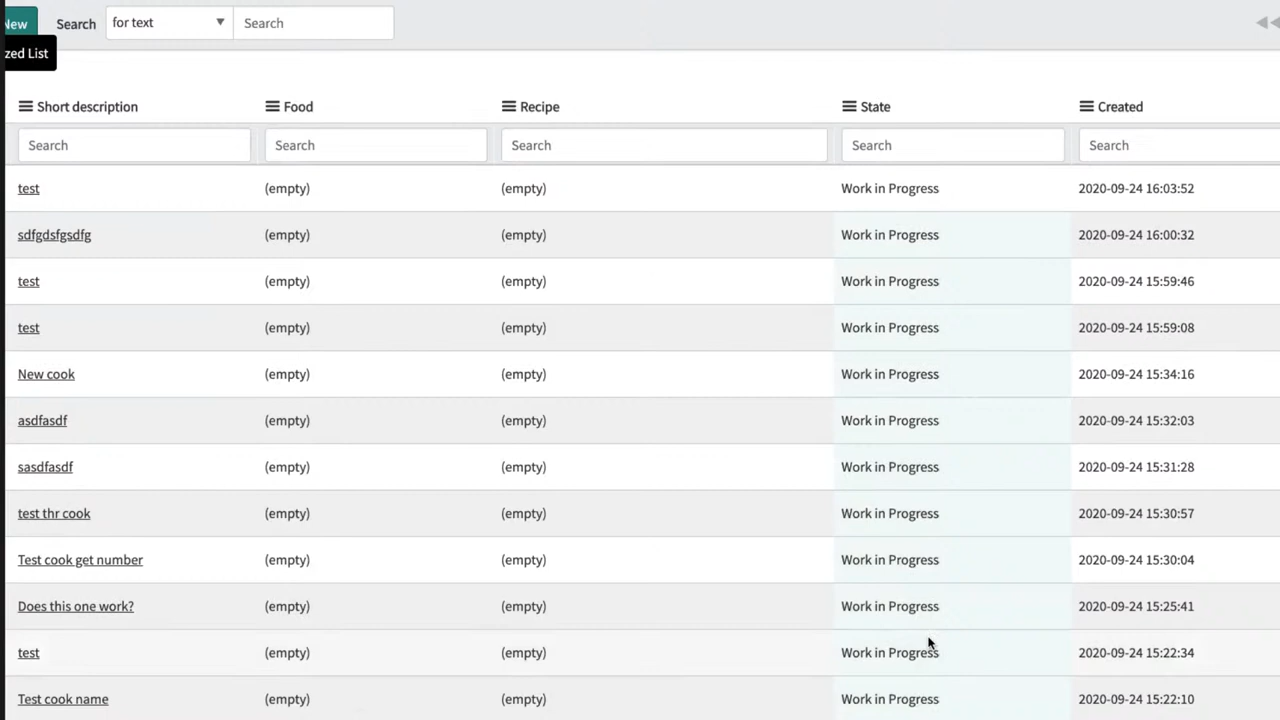 New Search for text Search
zed List
Short description Food Recipe State Created
Search Search Search Search Search
test (empty) (empty) Work in Progress 2020-09-24 16:03:52
sdfgdsfgsdfg (empty) (empty) Work in Progress 2020-09-24 16:00:32
test (empty) (empty) Work in Progress 2020-09-24 15:59:46
test (empty) (empty) Work in Progress 2020-09-24 15:59:08
New cook (empty) (empty) Work in Progress 2020-09-24 15:34:16
asdfasdf (empty) (empty) Work in Progress 2020-09-24 15:32:03
sasdfasdf (empty) (empty) Work in Progress 2020-09-24 15:31:28
test thr cook (empty) (empty) Work in Progress 2020-09-24 15:30:57
Test cook get number (empty) (empty) Work in Progress 2020-09-24 15:30:04
Does this one work? (empty) (empty) Work in Progress 2020-09-24 15:25:41
test (empty) (empty) Work in Progress 2020-09-24 15:22:34
Test cook name (empty) (empty) Work in Progress 2020-09-24 15:22:10